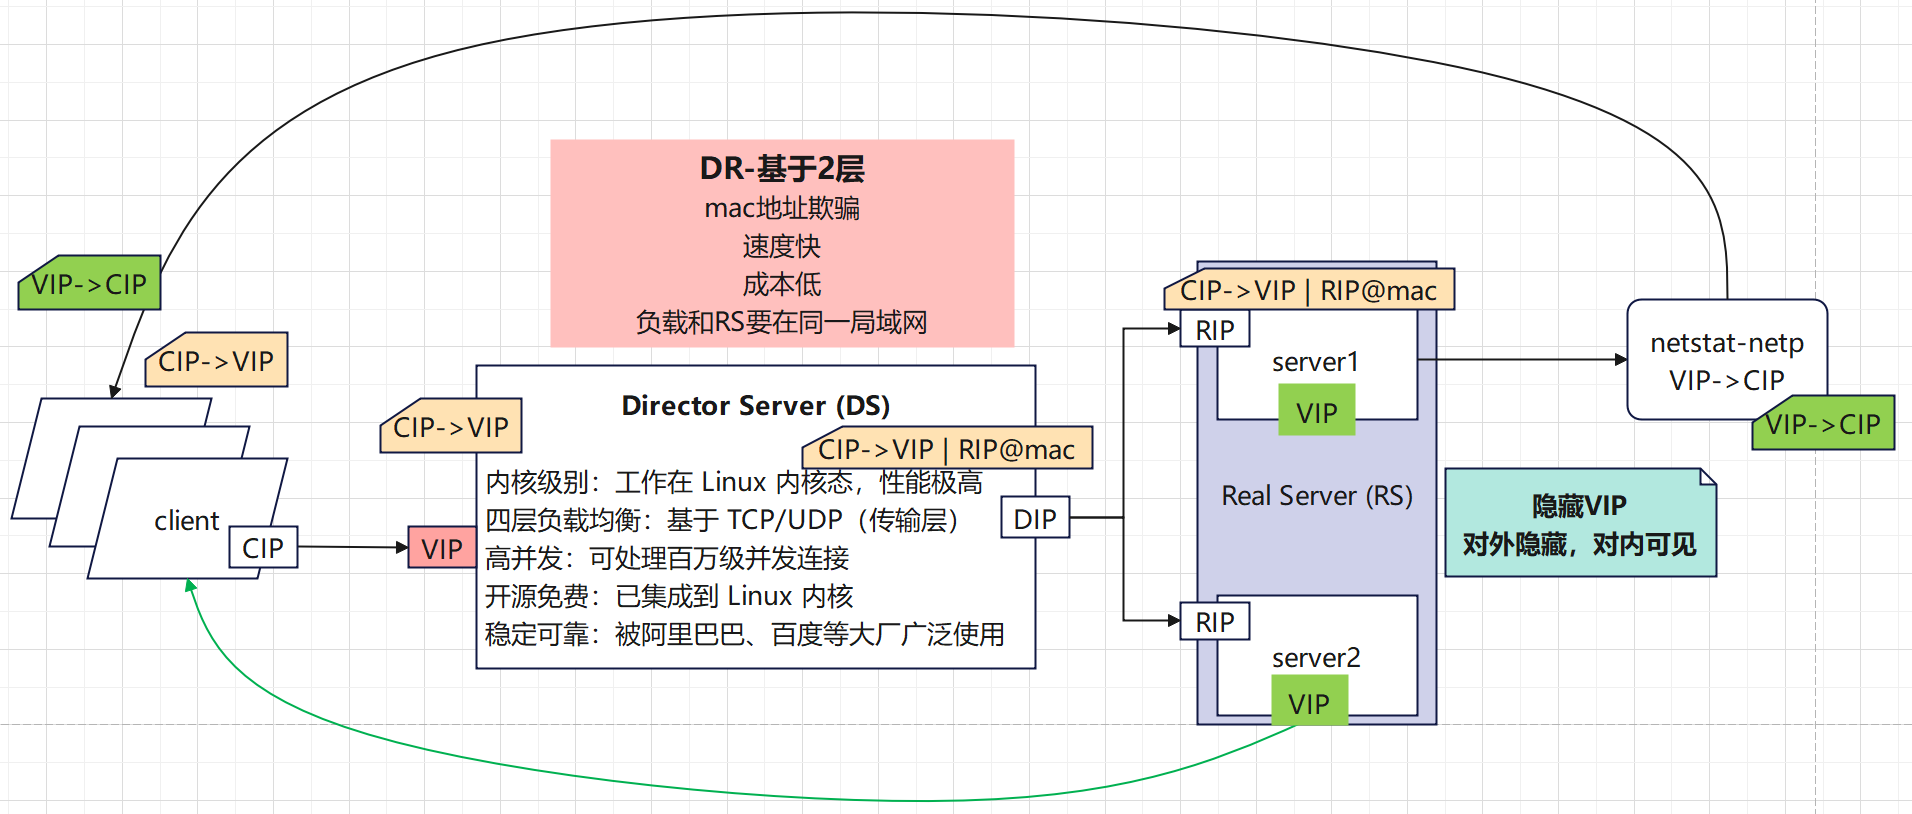 DR-基于2层
mac地址欺骗
速度快
成本低
负载和RS要在同一局域网
VIP->CIP
CIP->VIP
client
CIP
VIP
CIP->VIP
Director Server (DS)
CIP->VIP | RIP@mac
内核级别：工作在 Linux 内核态，性能极高
四层负载均衡：基于 TCP/UDP（传输层）
高并发：可处理百万级并发连接
开源免费：已集成到 Linux 内核
稳定可靠：被阿里巴巴、百度等大厂广泛使用
DIP
CIP->VIP | RIP@mac
RIP
server1
VIP
Real Server (RS)
RIP
server2
VIP
netstat-netp
VIP->CIP
VIP->CIP
隐藏VIP
对外隐藏，对内可见